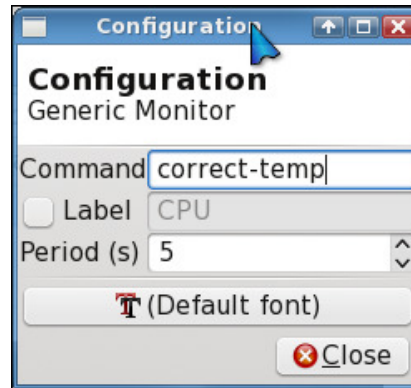 Configuration
Configuration
Generic Monitor
Command correct-temp
Label CPU
Period (s) 5
(Default font)
Close